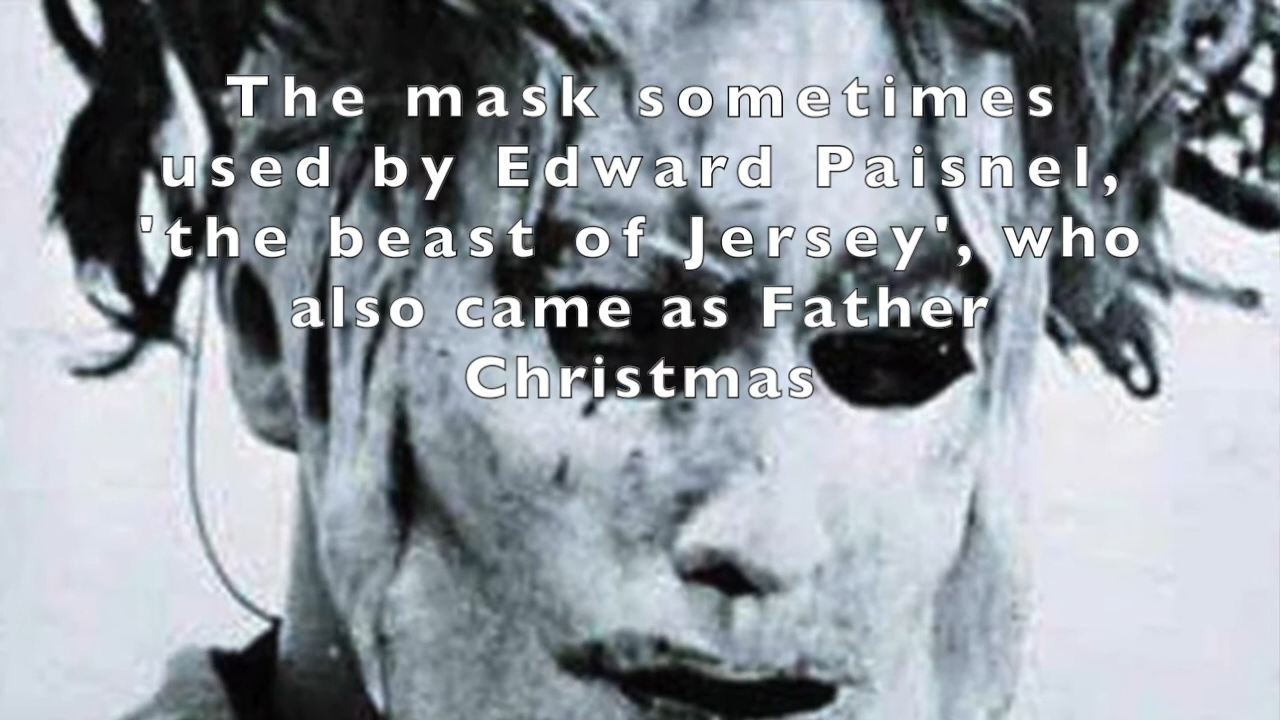 The mask sometimes
used by Edward Paisnel,
'the beast of Jersey', who
also came as Father
Christmas